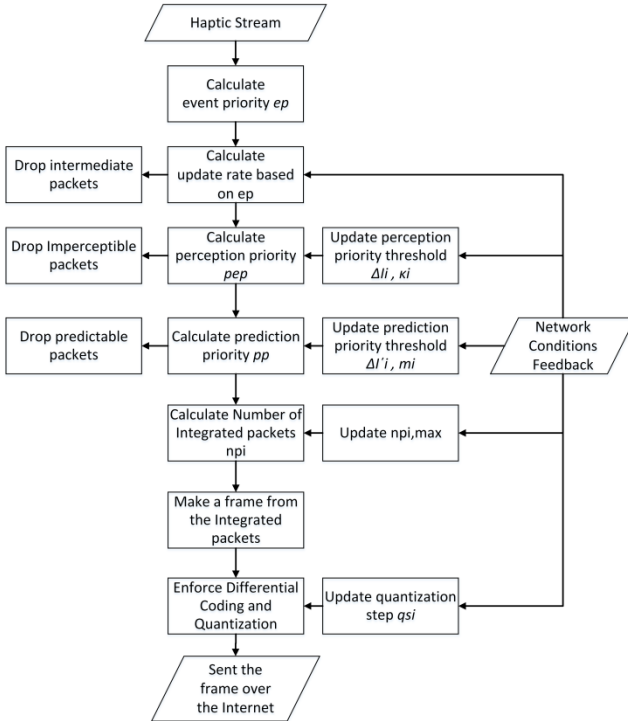 Haptic Stream
Calculate
event priority ep
Drop intermediate
packets
Calculate
update rate based
on ep
Drop Imperceptible
packets
Calculate
perception priority
pep
Update perception
priority threshold
ΔIi , κi
Drop predictable
packets
Calculate prediction
priority pp
Update prediction
priority threshold
ΔI´i , mi
Network
Conditions
Feedback
Calculate Number of
Integrated packets
npi
Update npi,max
Make a frame from
the Integrated
packets
Enforce Differential
Coding and
Quantization
Update quantization
step qsi
Sent the
frame over
the Internet